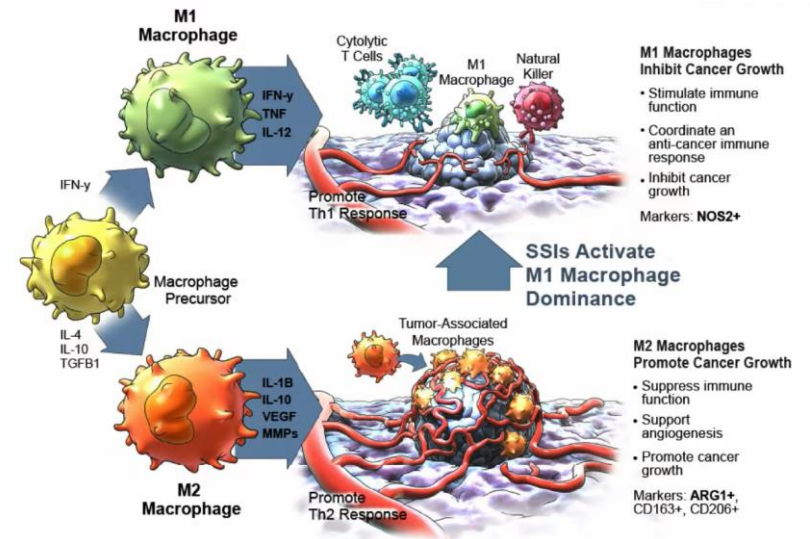 M1
Macrophage
IFN-y
TNF
IL-12
Cytolytic
T Cells
M1
Macrophage
Natural
Killer
Promote
Th1 Response
M1 Macrophages
Inhibit Cancer Growth
• Stimulate immune
function
• Coordinate an
anti-cancer immune
response
• Inhibit cancer
growth
Markers: NOS2+
IFN-y
Macrophage
Precursor
IL-4
IL-10
TGFB1
SSIs Activate
M1 Macrophage
Dominance
Tumor-Associated
Macrophages
IL-1B
IL-10
VEGF
MMPs
M2
Macrophage
Promote
Th2 Response
M2 Macrophages
Promote Cancer Growth
• Suppress immune
function
• Support
angiogenesis
• Promote cancer
growth
Markers: ARG1+,
CD163+, CD206+